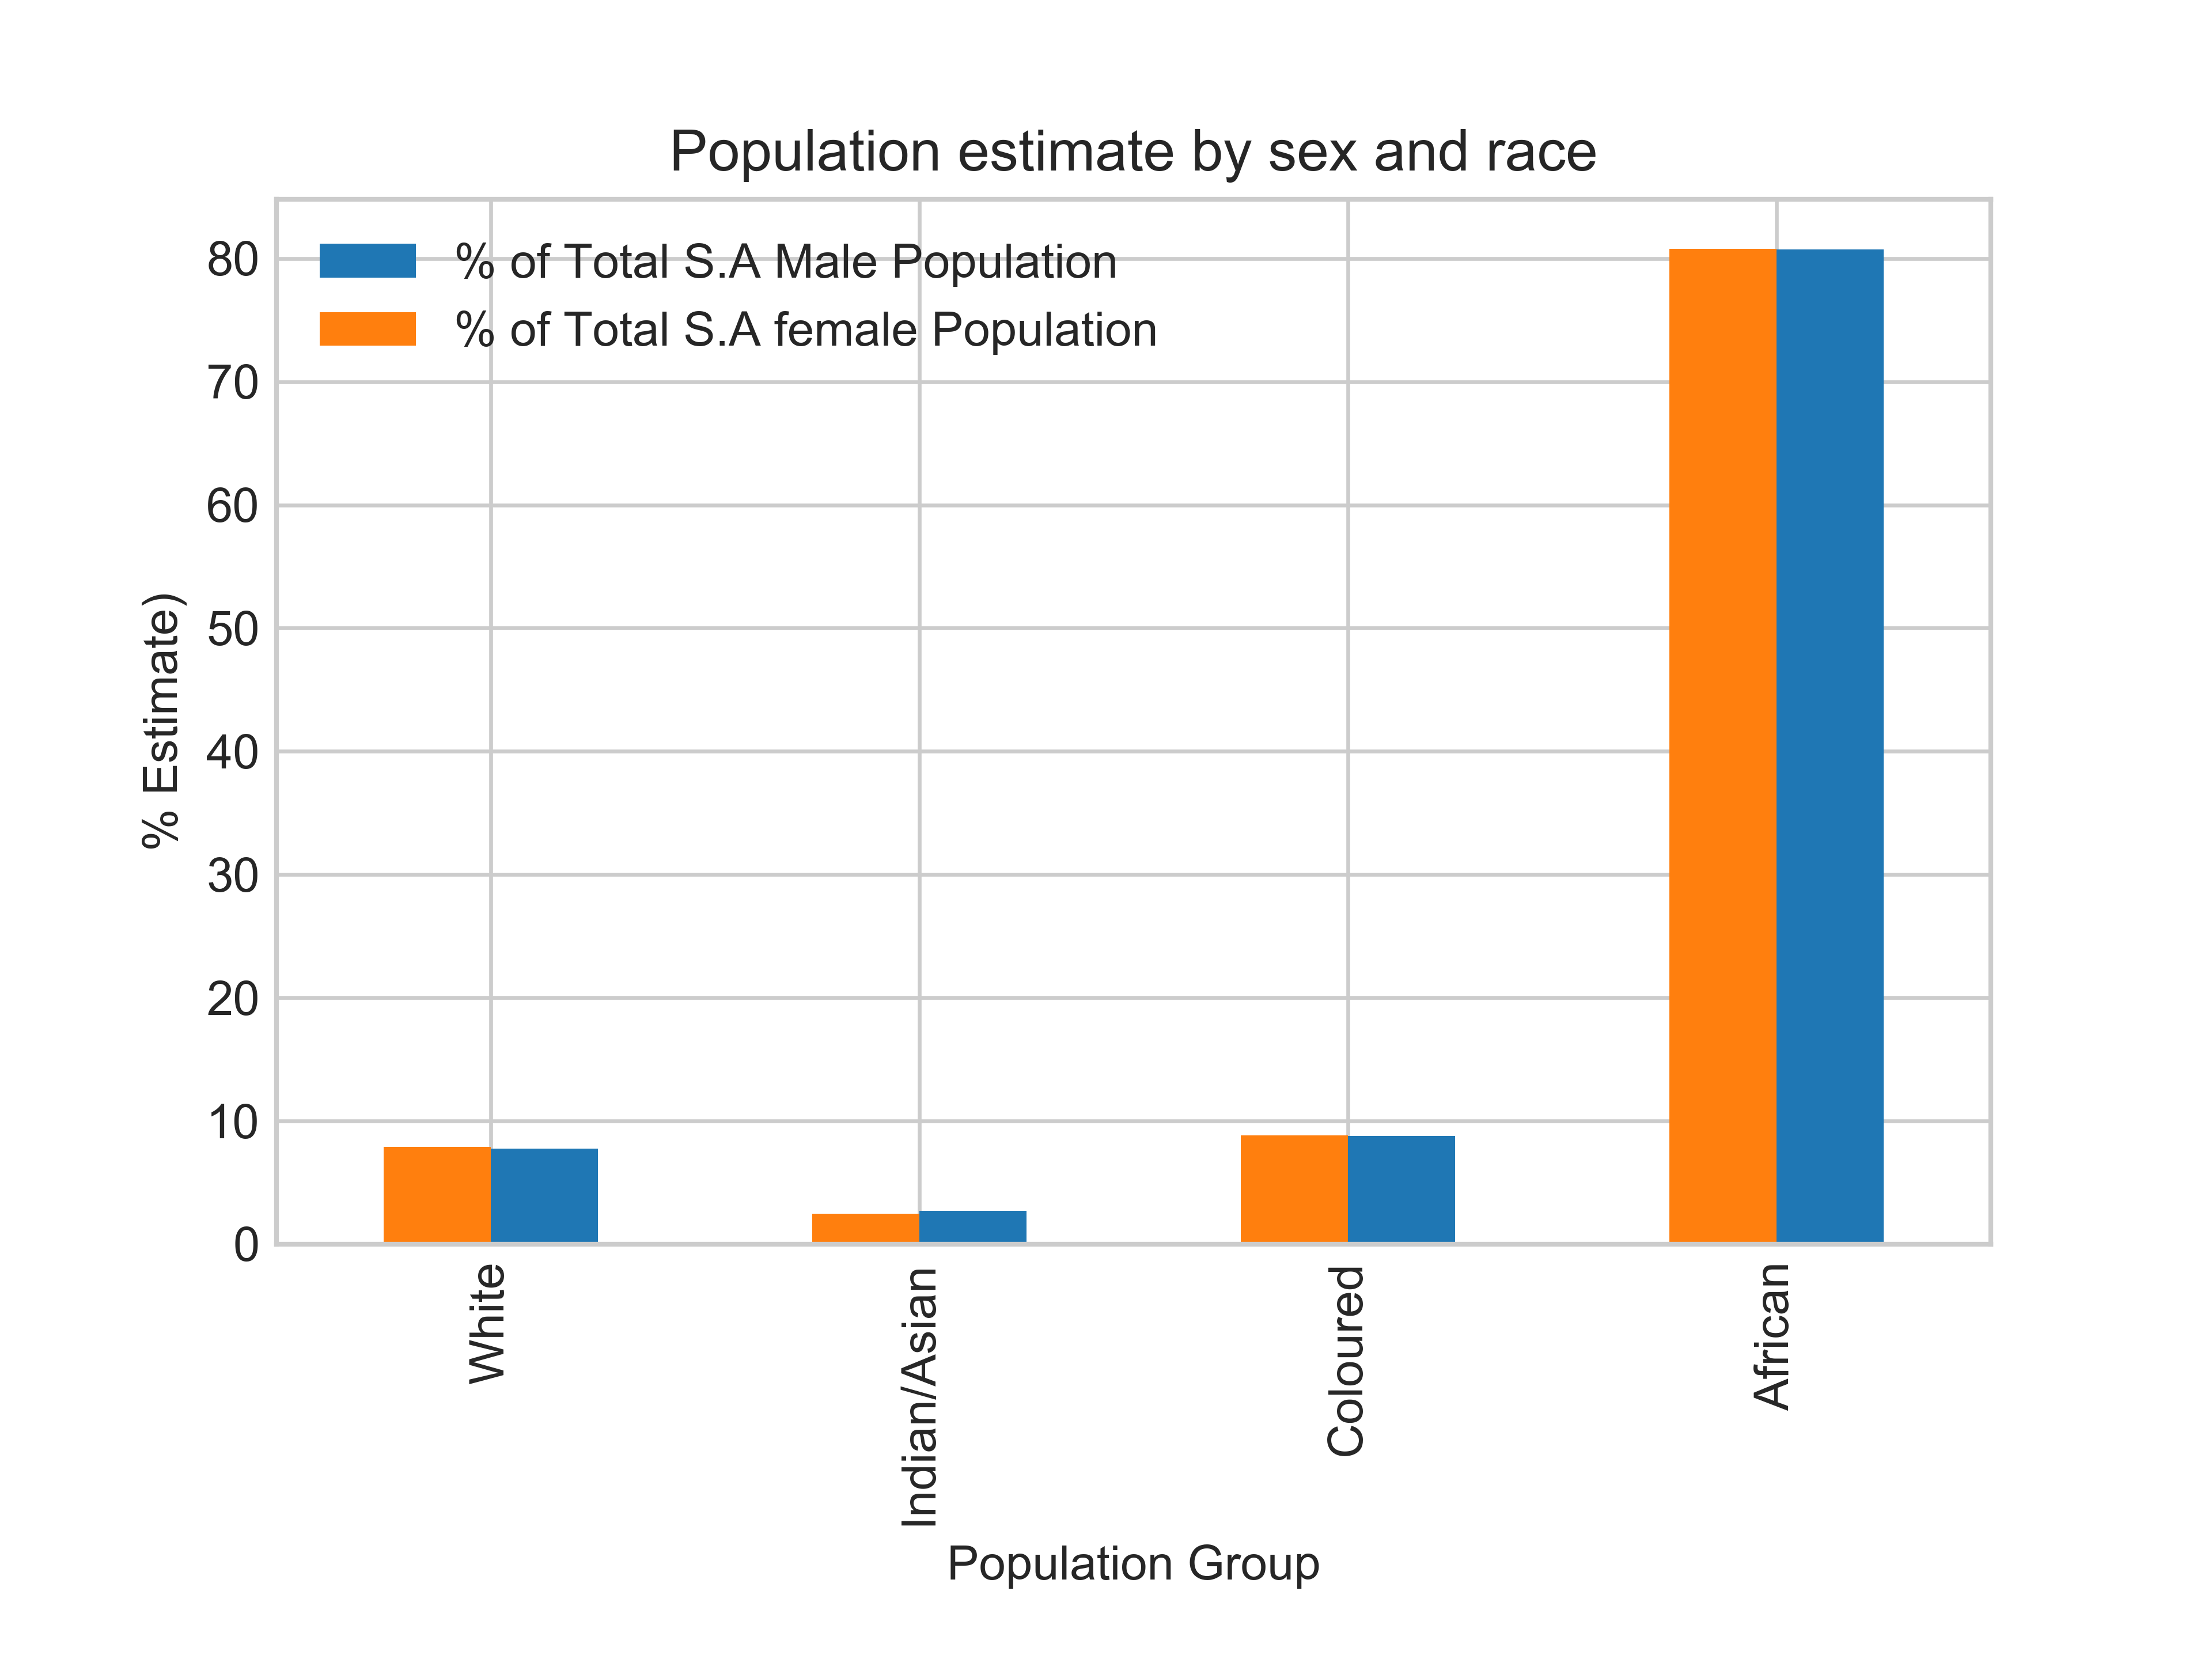 Population estimate by sex and race
% of Total S.A Male Population
% of Total S.A female Population
80
70
60
50
40
30
20
10
0
% Estimate)
White
Indian/Asian
Coloured
African
Population Group